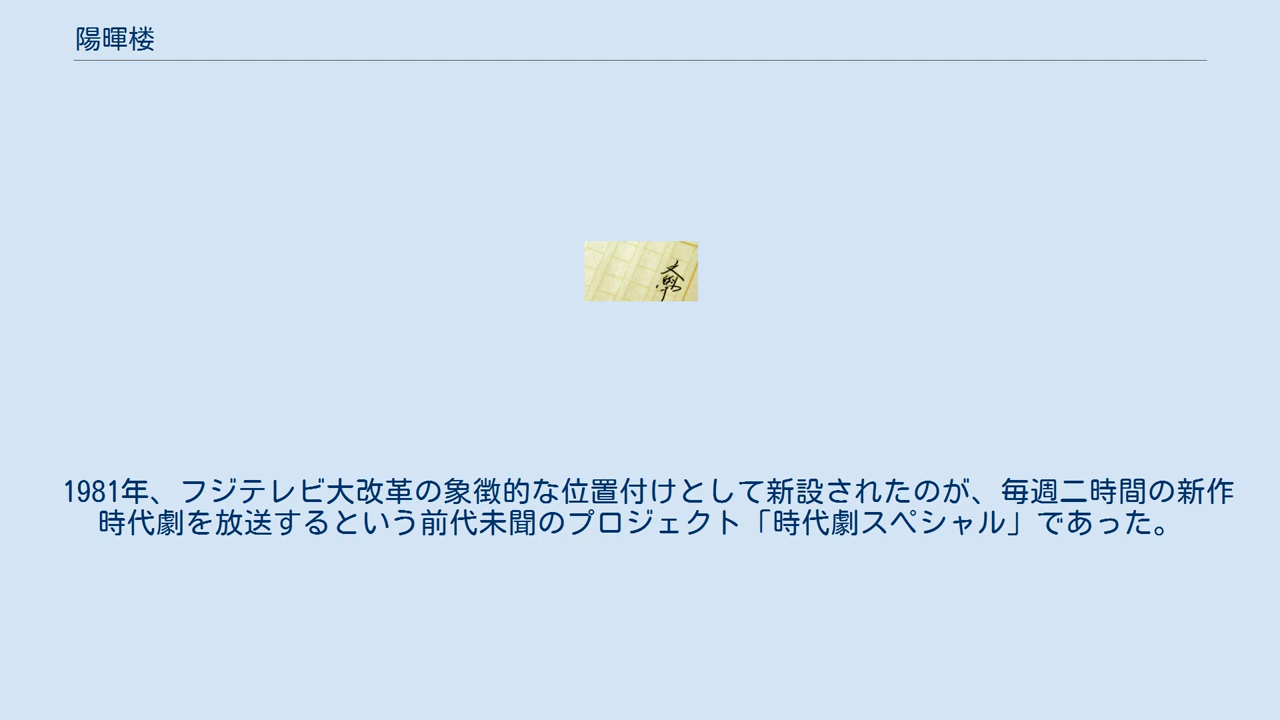 陽暉楼
1981年、フジテレビ大改革の象徴的な位置付けとして新設されたのが、毎週二時間の新作
時代劇を放送するという前代未聞のプロジェクト「時代劇スペシャル」であった。